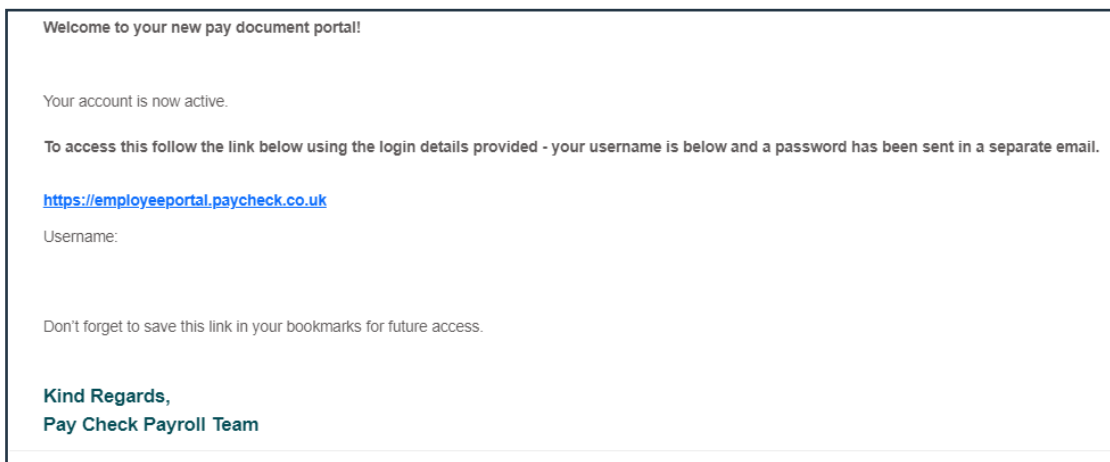 Welcome to your new pay document portal!
Your account is now active.
To access this follow the link below using the login details provided - your username is below and a password has been sent in a separate email.
https://employeeportal.paycheck.co.uk
Username:
Don't forget to save this link in your bookmarks for future access.
Kind Regards,
Pay Check Payroll Team